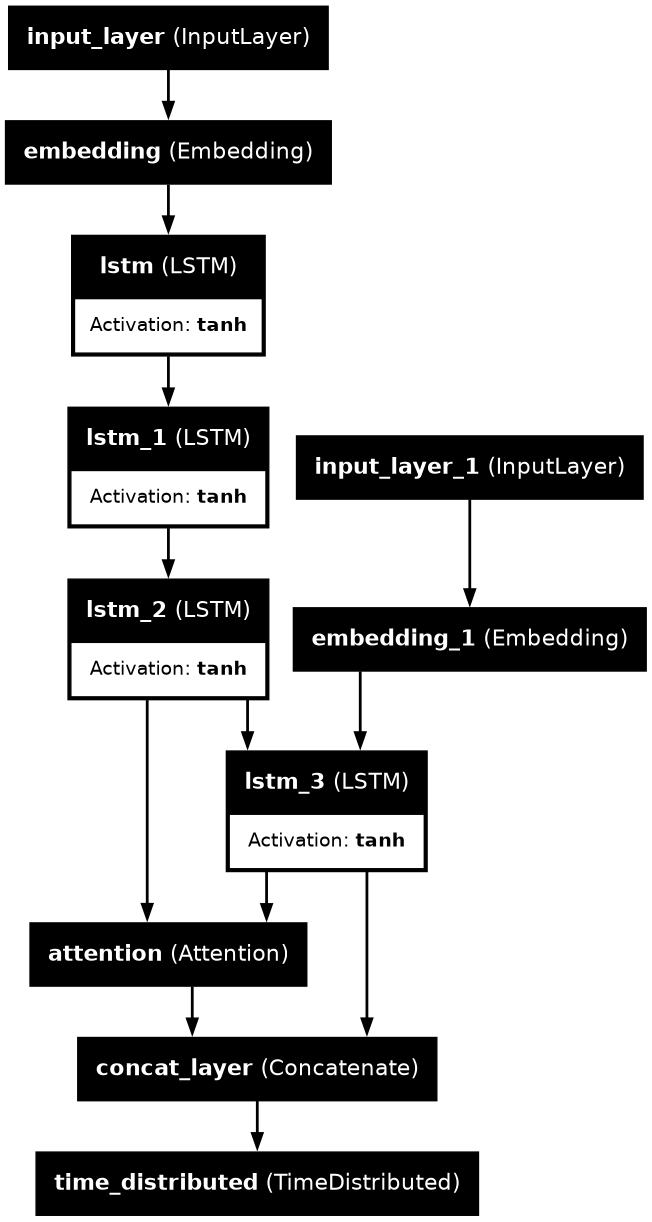 input_layer (InputLayer)
embedding (Embedding)
lstm (LSTM)
Activation: tanh
lstm_1 (LSTM)
Activation: tanh
input_layer_1 (InputLayer)
lstm_2 (LSTM)
Activation: tanh
embedding_1 (Embedding)
lstm_3 (LSTM)
Activation: tanh
attention (Attention)
concat_layer (Concatenate)
time_distributed (TimeDistributed)